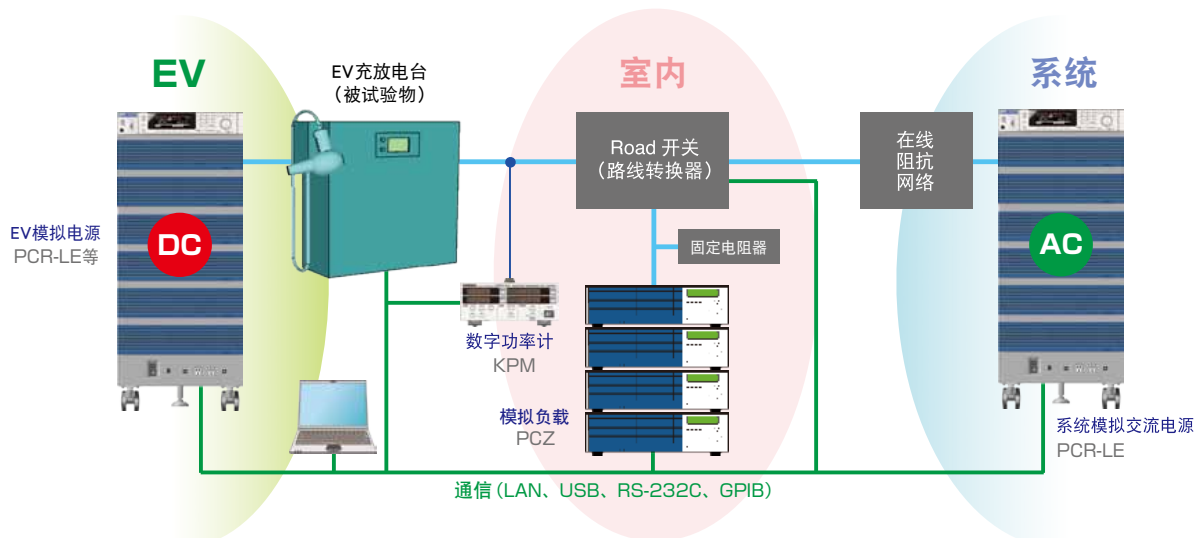 EV
EV充放电台
（被试验物）
室内
系统
Road 开关
（路线转换器）
在线
阻抗
网络
EV模拟电源
PCR-LE等
DC
AC
固定电阻器
数字功率计
KPM
模拟负载
PCZ
系统模拟交流电源
PCR-LE
通信（LAN、USB、RS-232C、GPIB）